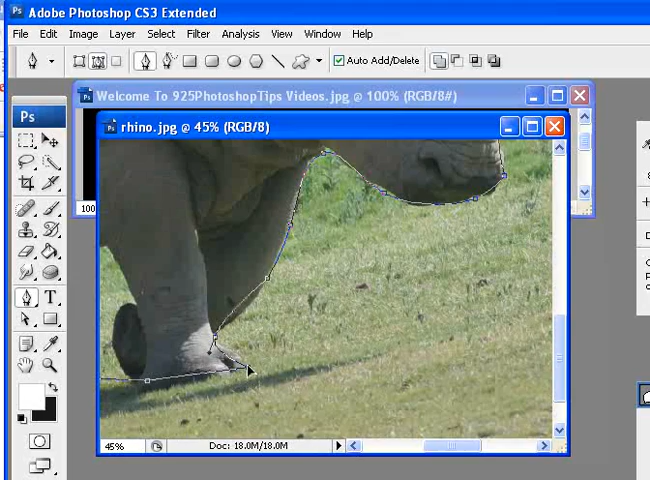 Adobe Photoshop CS3 Extended
File Edit Image Layer Select Filter Analysis View Window Help
Auto Add/Delete
Welcome To 925PhotoshopTips Videos.jpg @ 100% (RGB/8#)
Ps
rhino.jpg @ 45% (RGB/8)
100
T
45%
Doc: 18.0M/18.0M